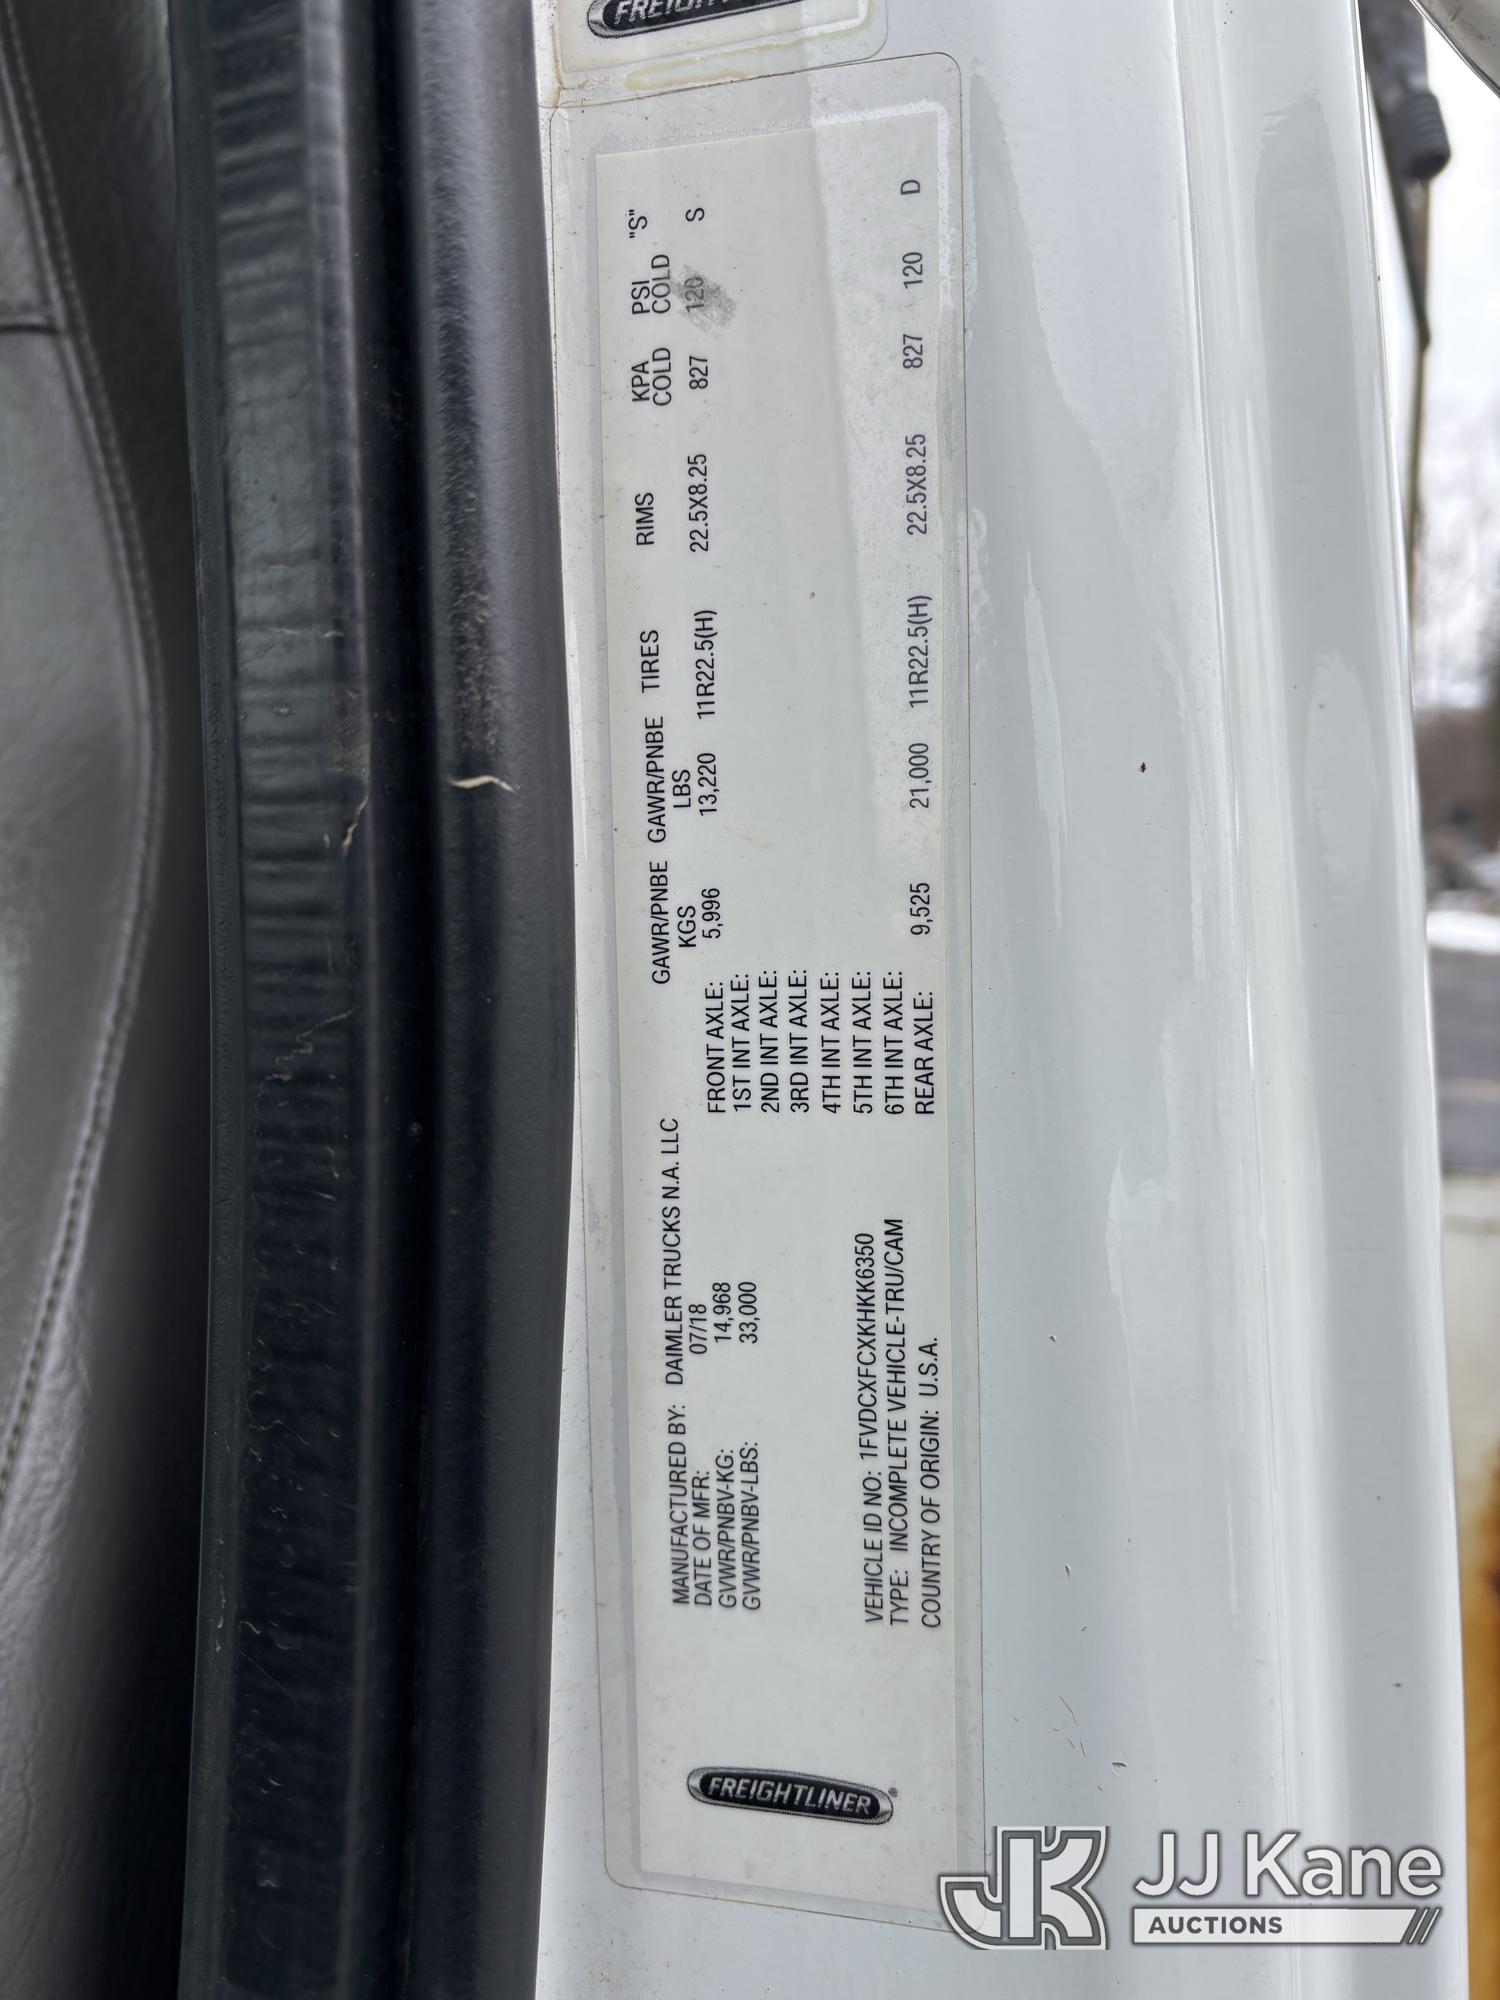 FREIGHTLINER
MANUFACTURED BY: DAIMLER TRUCKS N.A. LLC
DATE OF MFR: 07/18
GVWR/PNBV-KG: 14,968
GVWR/PNBV-LBS: 33,000
VEHICLE ID NO: 1FVDCXFCXKHKK6350
TYPE: INCOMPLETE VEHICLE-TRU/CAM
COUNTRY OF ORIGIN: U.S.A.
GAWR/PNBE GAWR/PNBE TIRES RIMS KPA PSI "S"
KGS LBS COLD COLD
FRONT AXLE: 5,996 13,220 11R22.5(H) 22.5X8.25 827 120 S
1ST INT AXLE:
2ND INT AXLE:
3RD INT AXLE:
4TH INT AXLE:
5TH INT AXLE:
6TH INT AXLE:
REAR AXLE: 9,525 21,000 11R22.5(H) 22.5X8.25 827 120 D
FREIGHTLINER®
JJ Kane
AUCTIONS